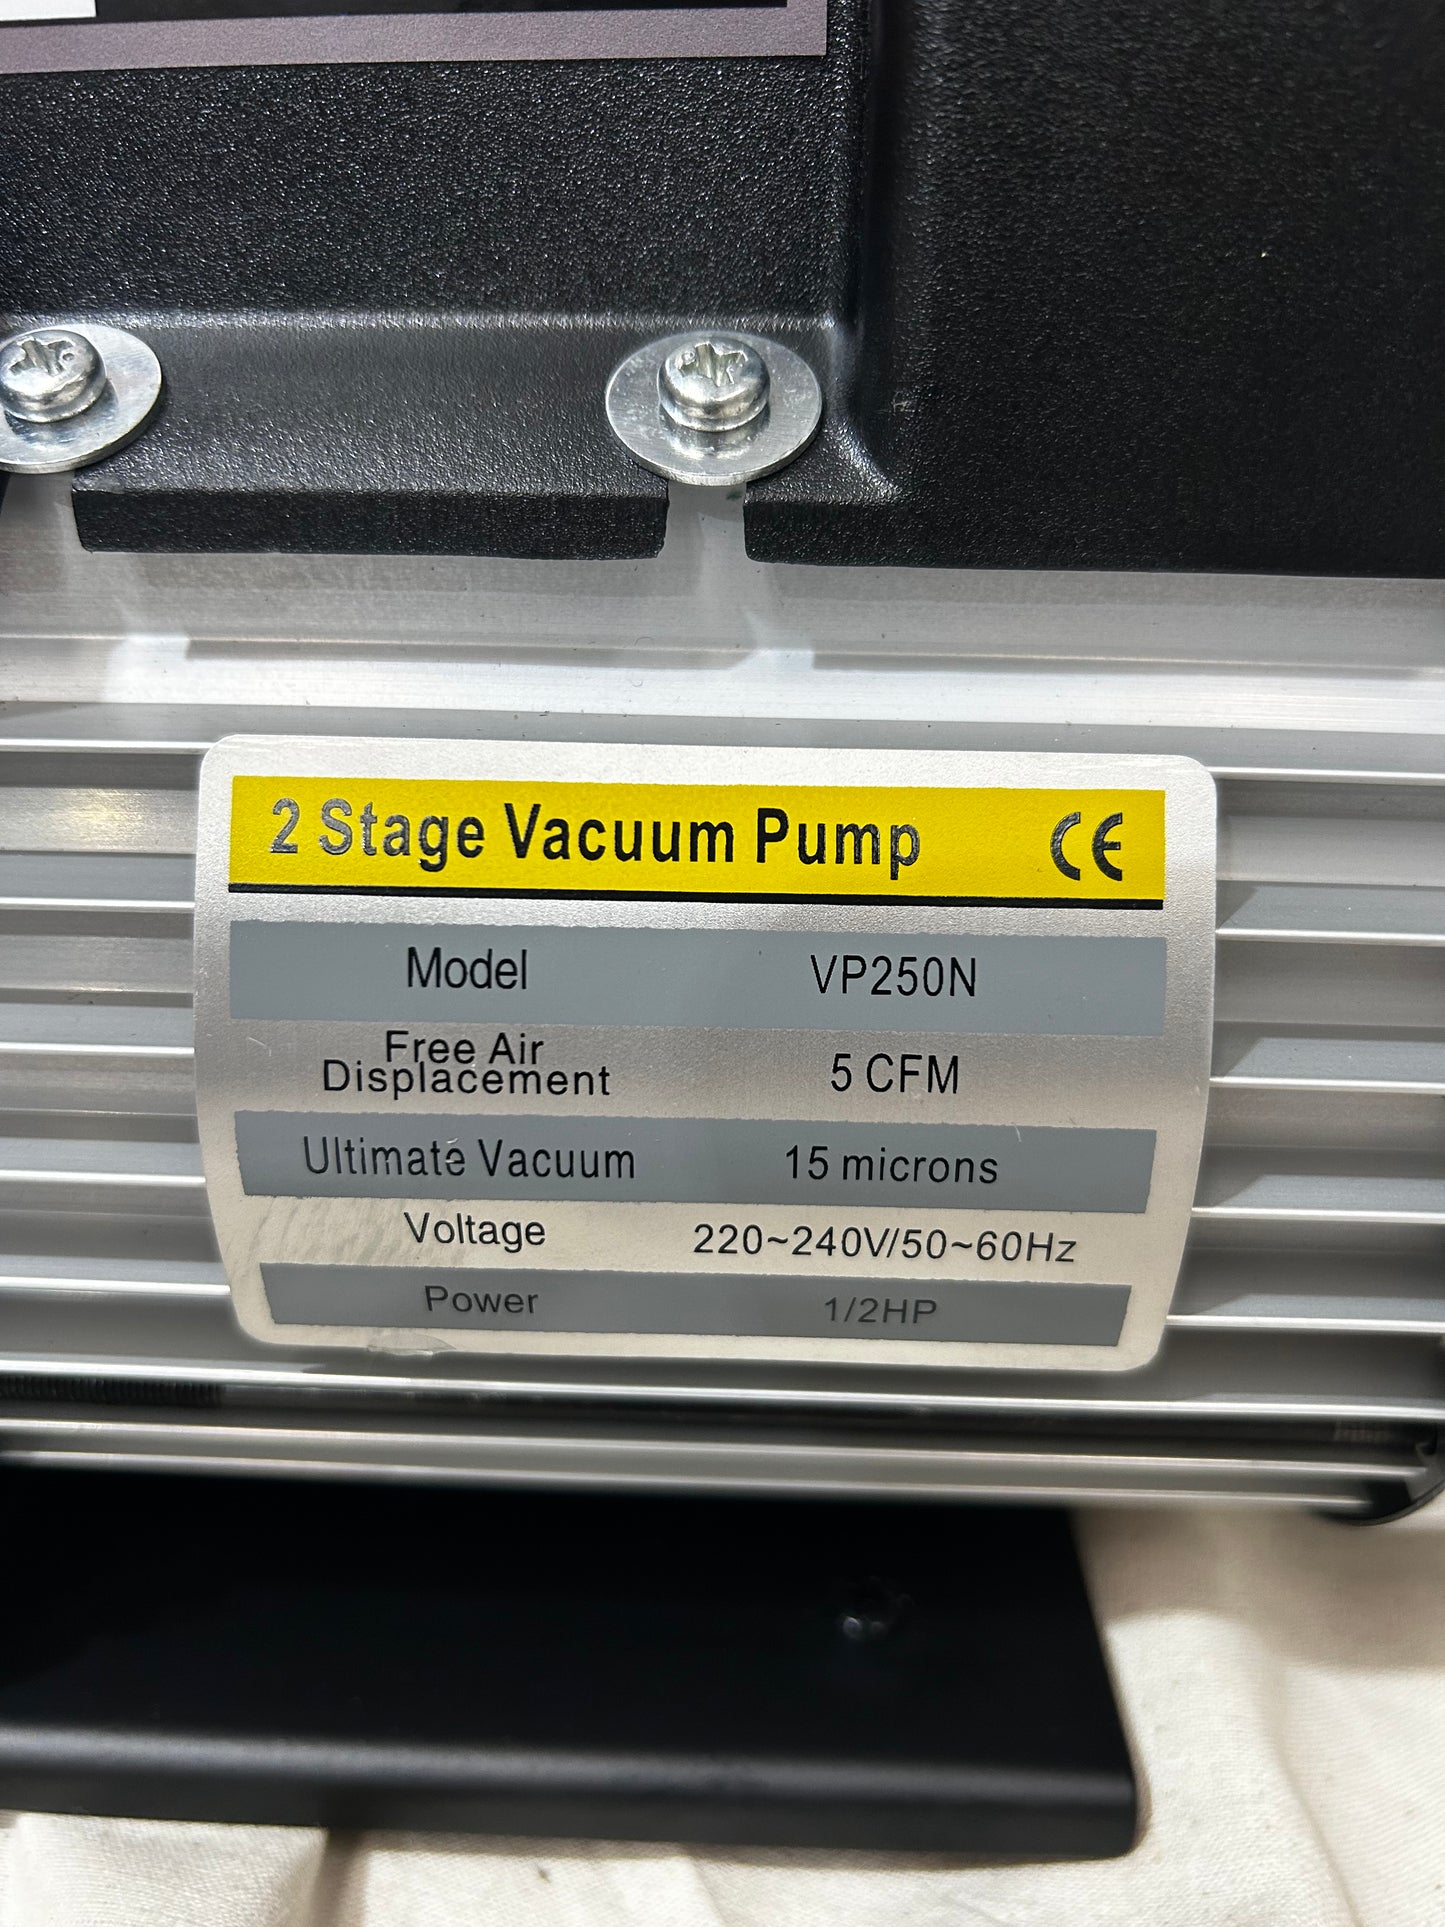 2 Stage Vacuum Pump CE
Model VP250N
Free Air
Displacement 5 CFM
Ultimate Vacuum 15 microns
Voltage 220~240V/50~60Hz
Power 1/2HP